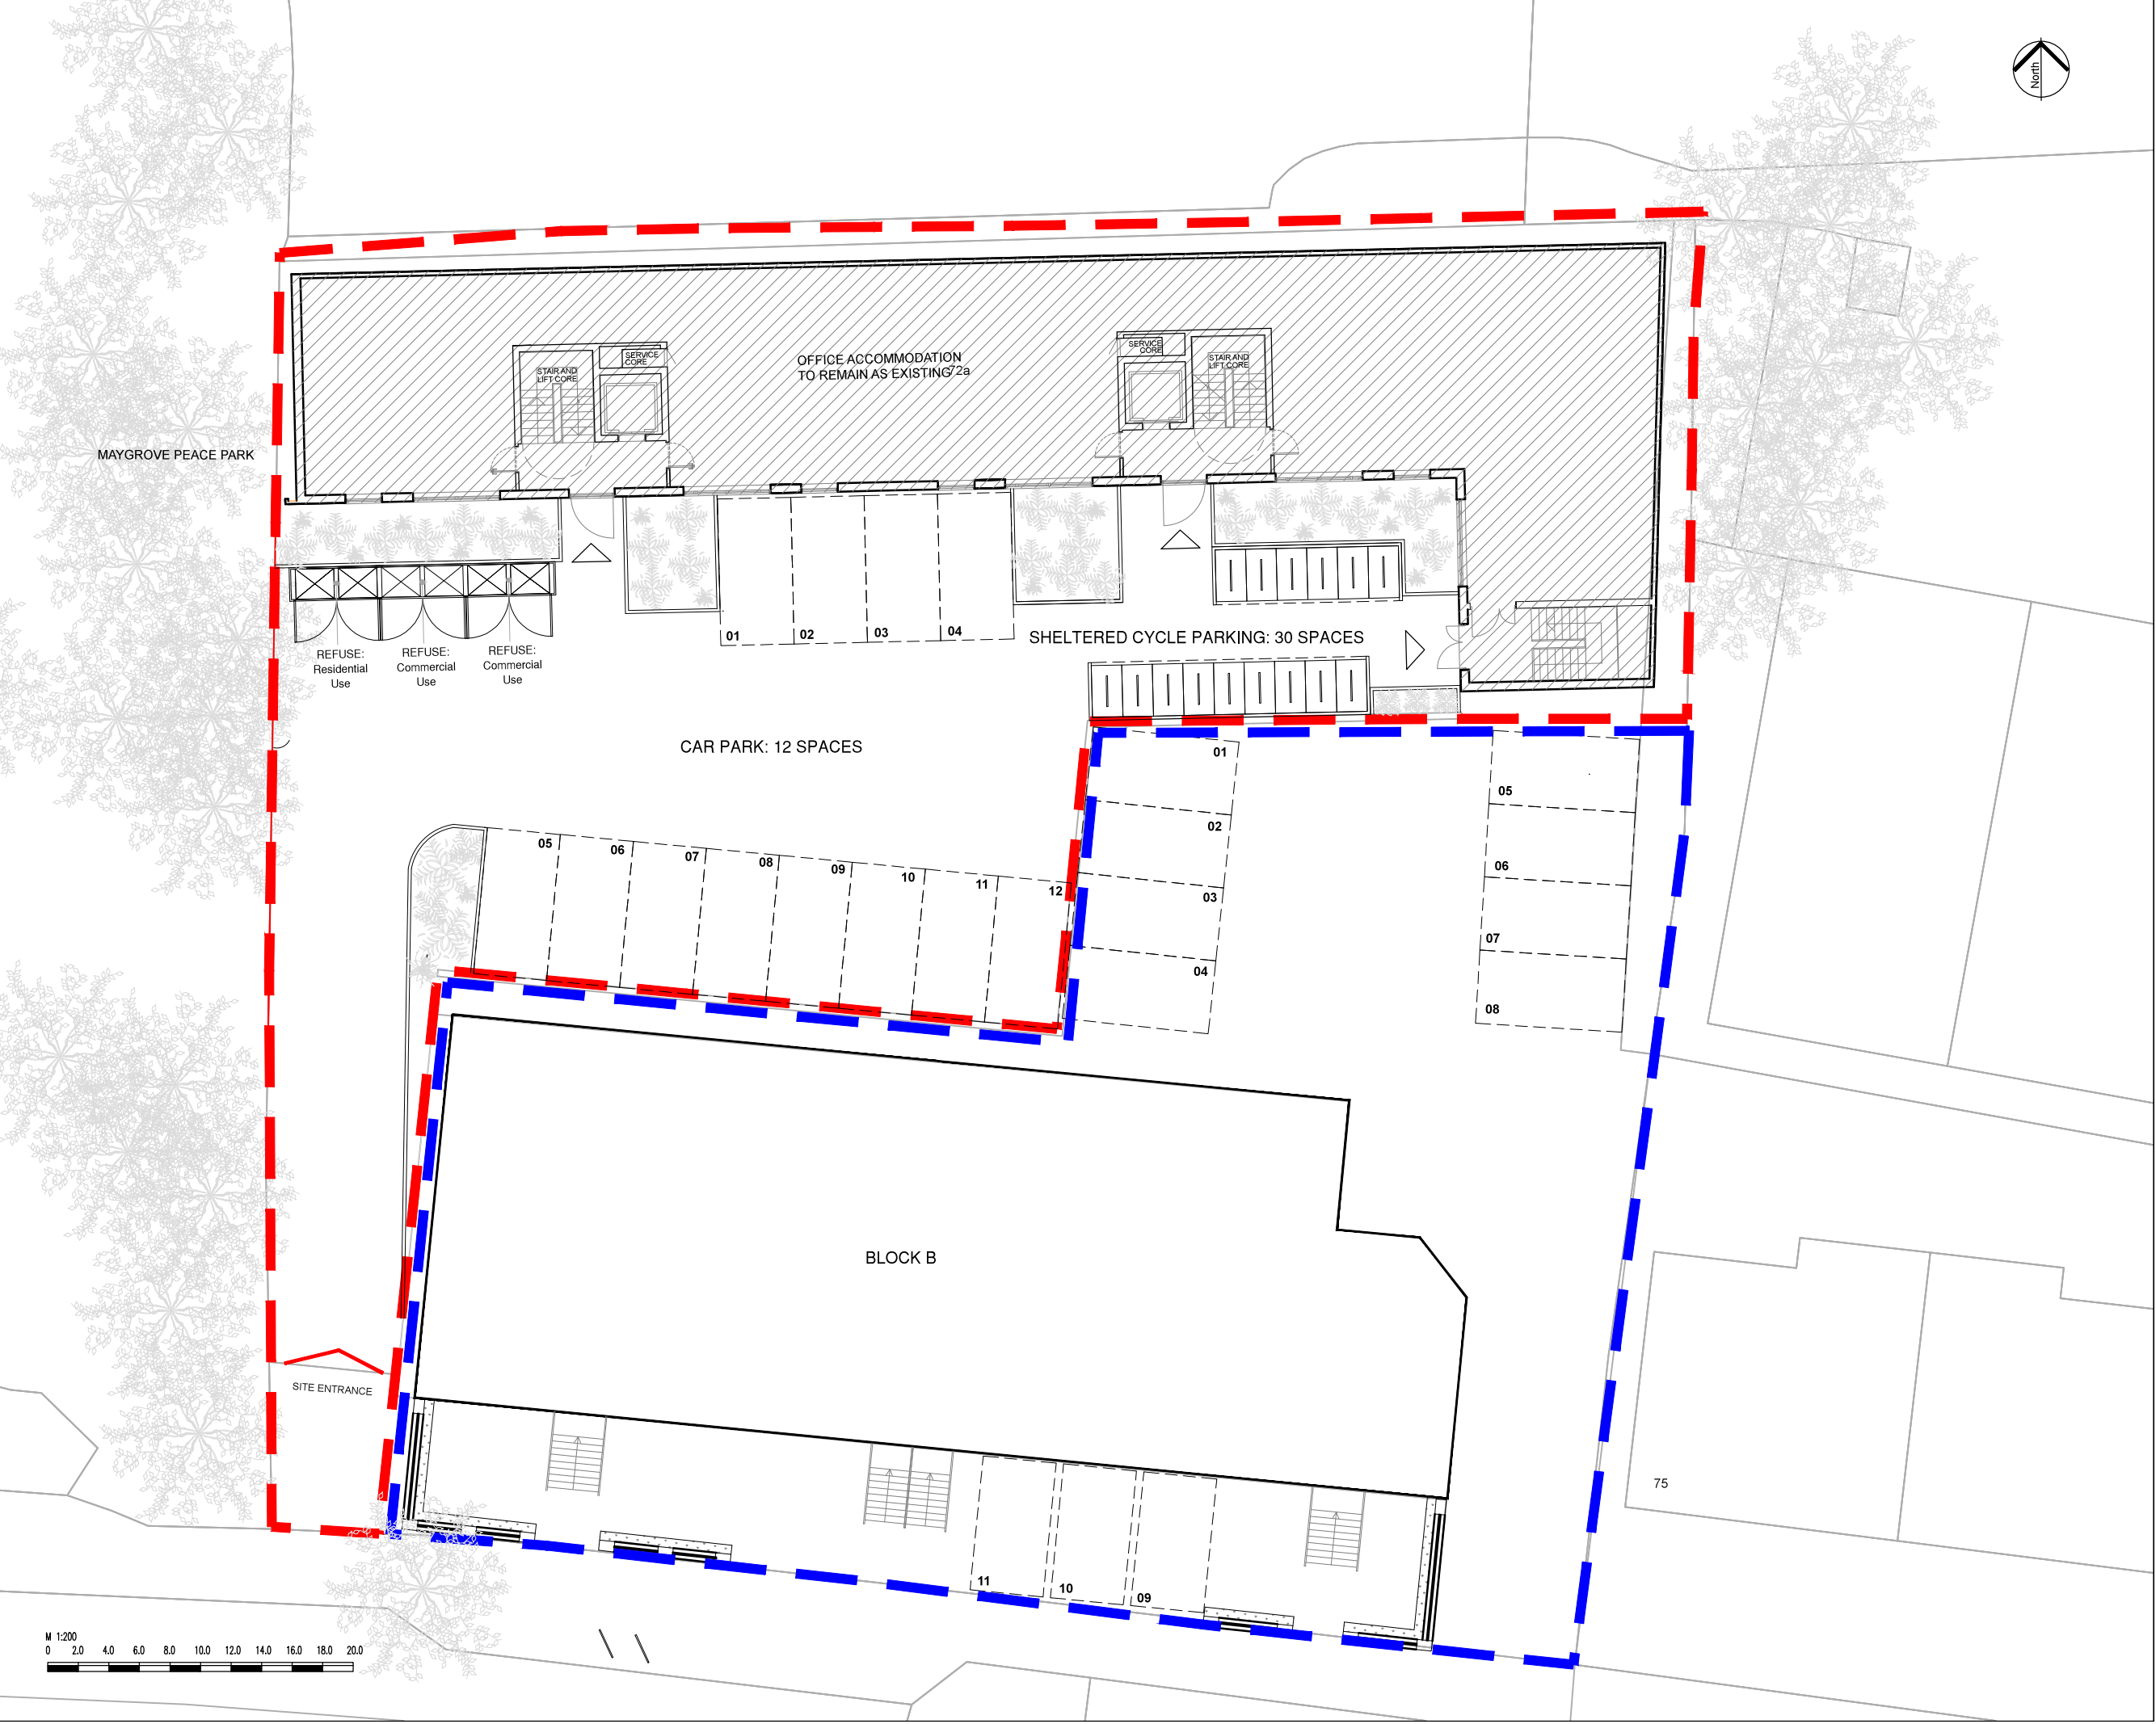 North
SERVICE
CORE
STAIR AND
LIFT CORE
OFFICE ACCOMMODATION
TO REMAIN AS EXISTING
72a
SERVICE
CORE
STAIR AND
LIFT CORE
MAYGROVE PEACE PARK
01
02
03
04
SHELTERED CYCLE PARKING: 30 SPACES
REFUSE:
Residential
Use
REFUSE:
Commercial
Use
REFUSE:
Commercial
Use
CAR PARK: 12 SPACES
05
06
07
08
09
10
11
12
01
02
03
04
05
06
07
08
BLOCK B
SITE ENTRANCE
75
11
10
09
M 1:200
0 2.0 4.0 6.0 8.0 10.0 12.0 14.0 16.0 18.0 20.0